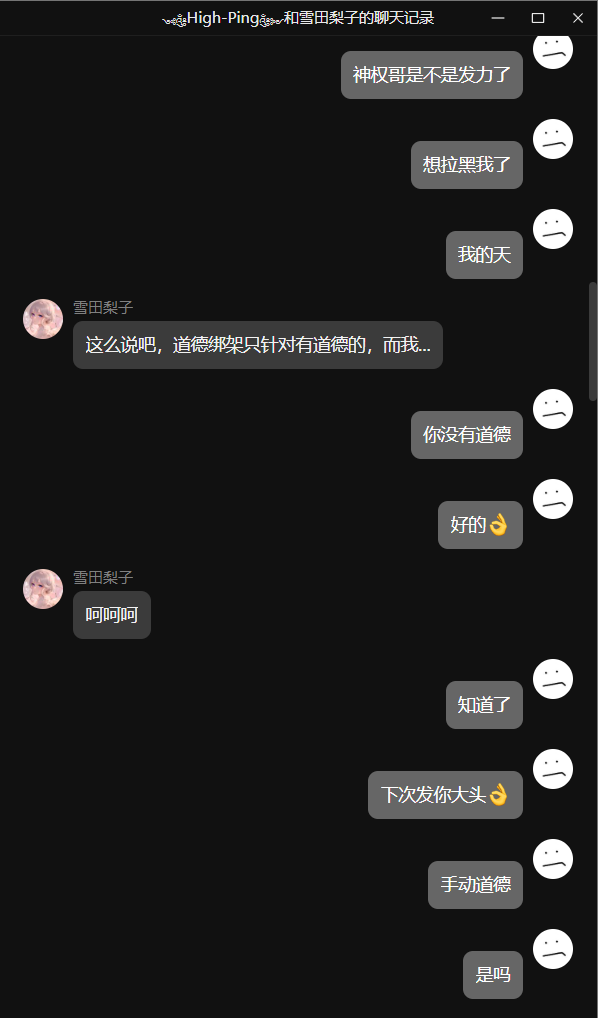 High-Ping和雪田梨子的聊天记录
神权哥是不是发力了
想拉黑我了
我的天
雪田梨子
这么说吧，道德绑架只针对有道德的，而我...
你没有道德
好的👌
雪田梨子
呵呵呵
知道了
下次发你大头👌
手动道德
是吗